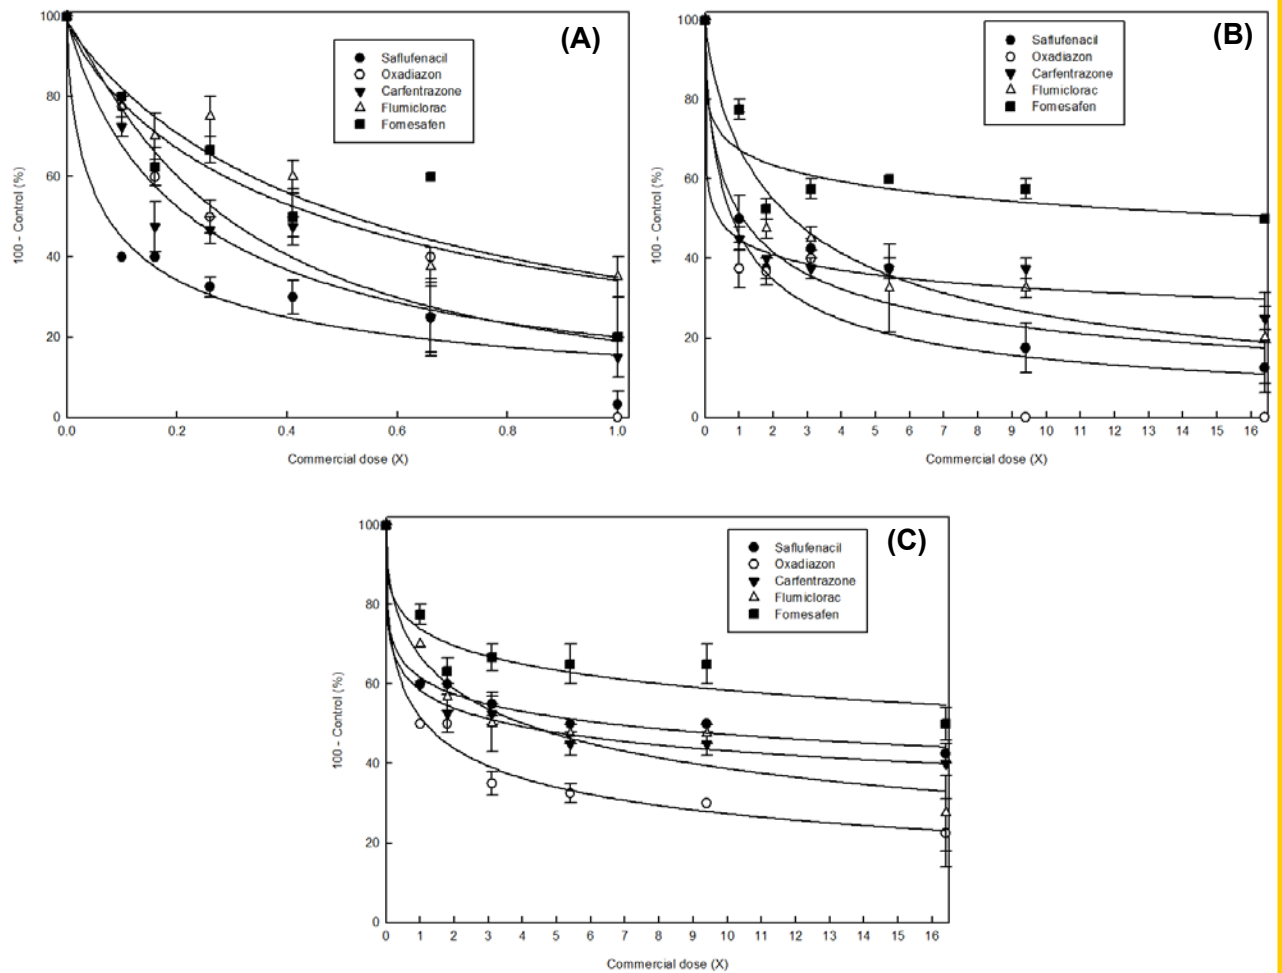 (A)
100
80
60
40
20
0
100 - Control (%)
Saflufenacil
Oxadiazon
Carfentrazone
Flumiclorac
Fomesafen
0.0 0.2 0.4 0.6 0.8 1.0
Commercial dose (X)
(B)
100
80
60
40
20
0
100 - Control (%)
Saflufenacil
Oxadiazon
Carfentrazone
Flumiclorac
Fomesafen
0 1 2 3 4 5 6 7 8 9 10 11 12 13 14 15 16
Commercial dose (X)
(C)
100
80
60
40
20
0
100 - Control (%)
Saflufenacil
Oxadiazon
Carfentrazone
Flumiclorac
Fomesafen
0 1 2 3 4 5 6 7 8 9 10 11 12 13 14 15 16
Commercial dose (X)